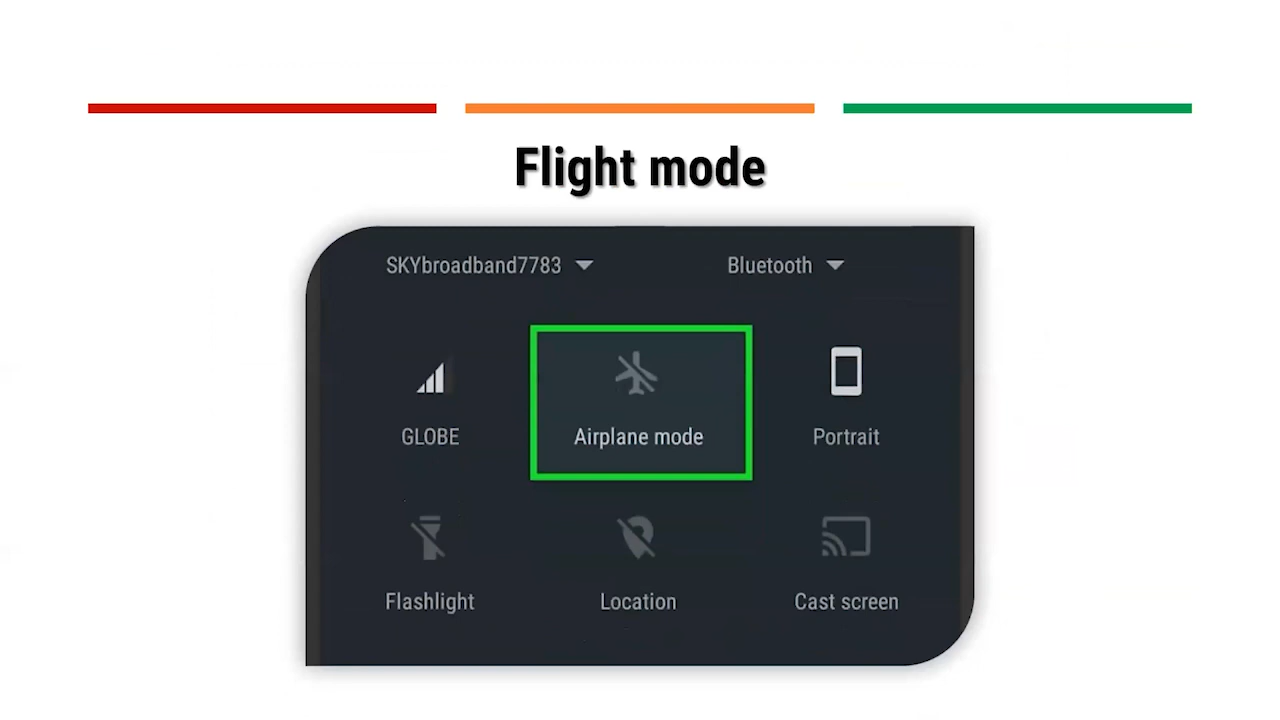 Flight mode
SKYbroadband7783 Bluetooth
GLOBE Airplane mode Portrait
Flashlight Location Cast screen